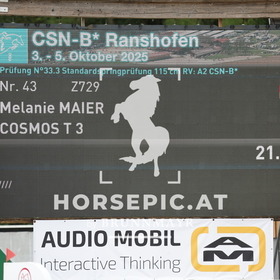 CSN-B* Ranshofen
3. - 5. Oktober 2025
Prüfung N°33.3 Standardspringprüfung 115 cm RV: A2 CSN-B*
Nr. 43 Z729
Melanie MAIER
COSMOS T 3
21.
HORSEPIC.AT
AUDIO MOBIL
Interactive Thinking
AM